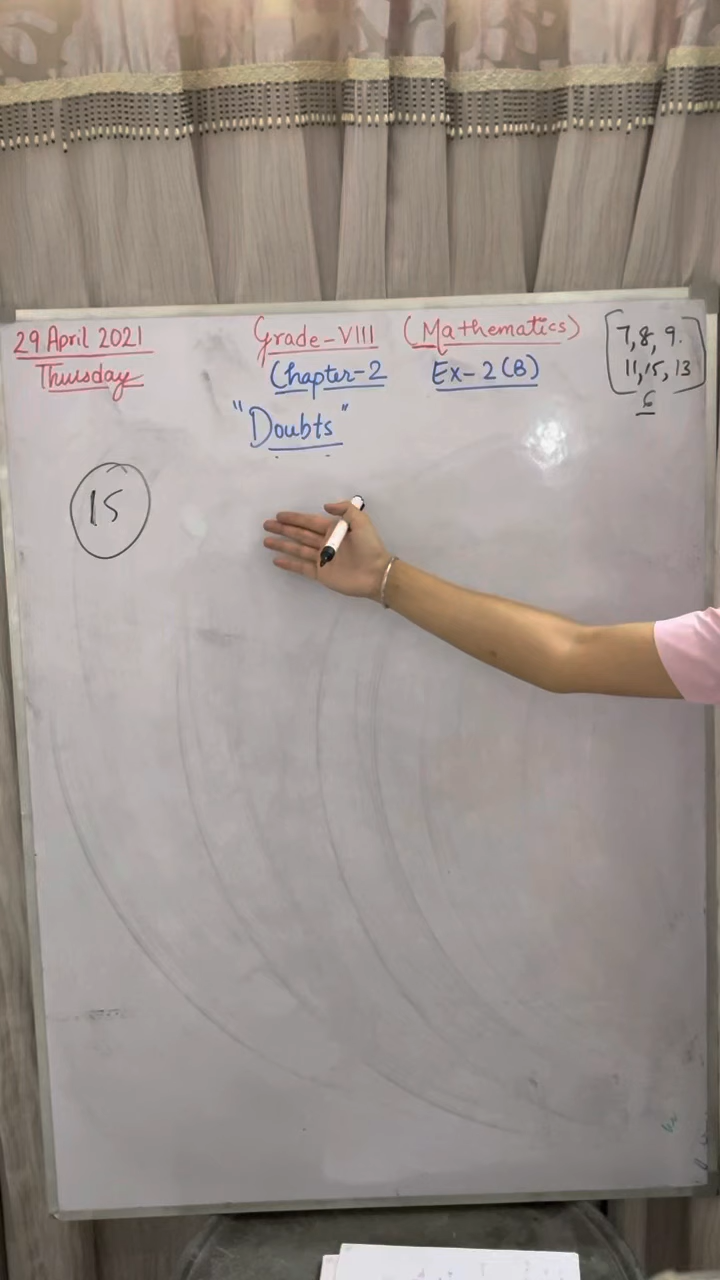 29 April 2021 Grade-VIII (Mathematics)
Thursday Chapter-2 Ex-2(B)
"Doubts"
7, 8, 9.
11, 15, 13
6
15